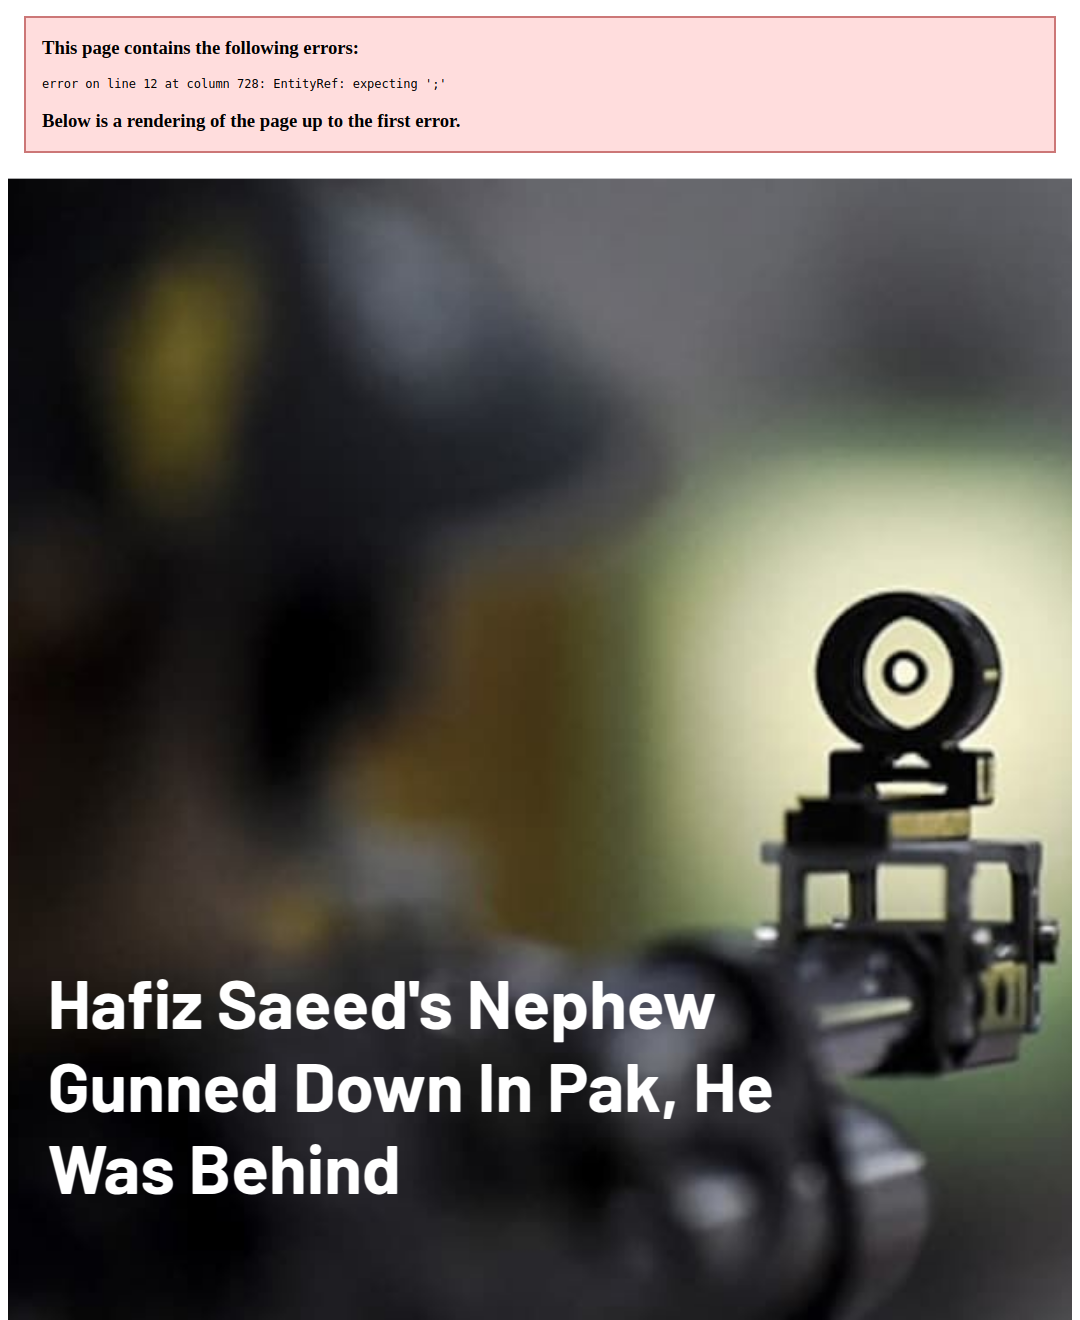 This page contains the following errors:
error on line 12 at column 728: EntityRef: expecting ';'
Below is a rendering of the page up to the first error.
Hafiz Saeed's Nephew
Gunned Down In Pak, He
Was Behind